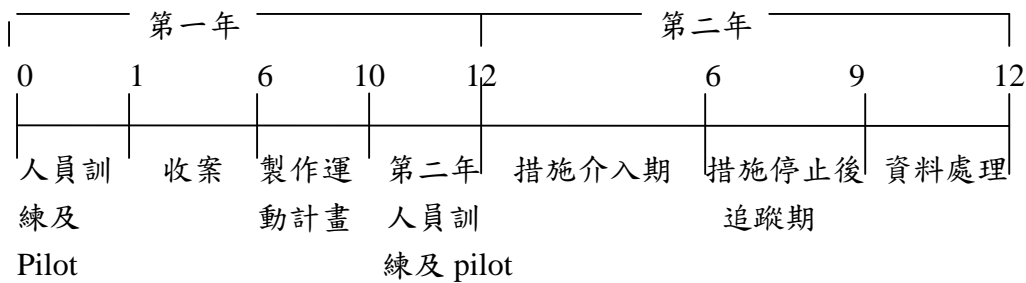 第一年 第二年
0 1 6 10 12 6 9 12
人員訓 收案 製作運 第二年 措施介入期 措施停止後 資料處理
練及 動計畫 人員訓 追蹤期
Pilot 練及 pilot